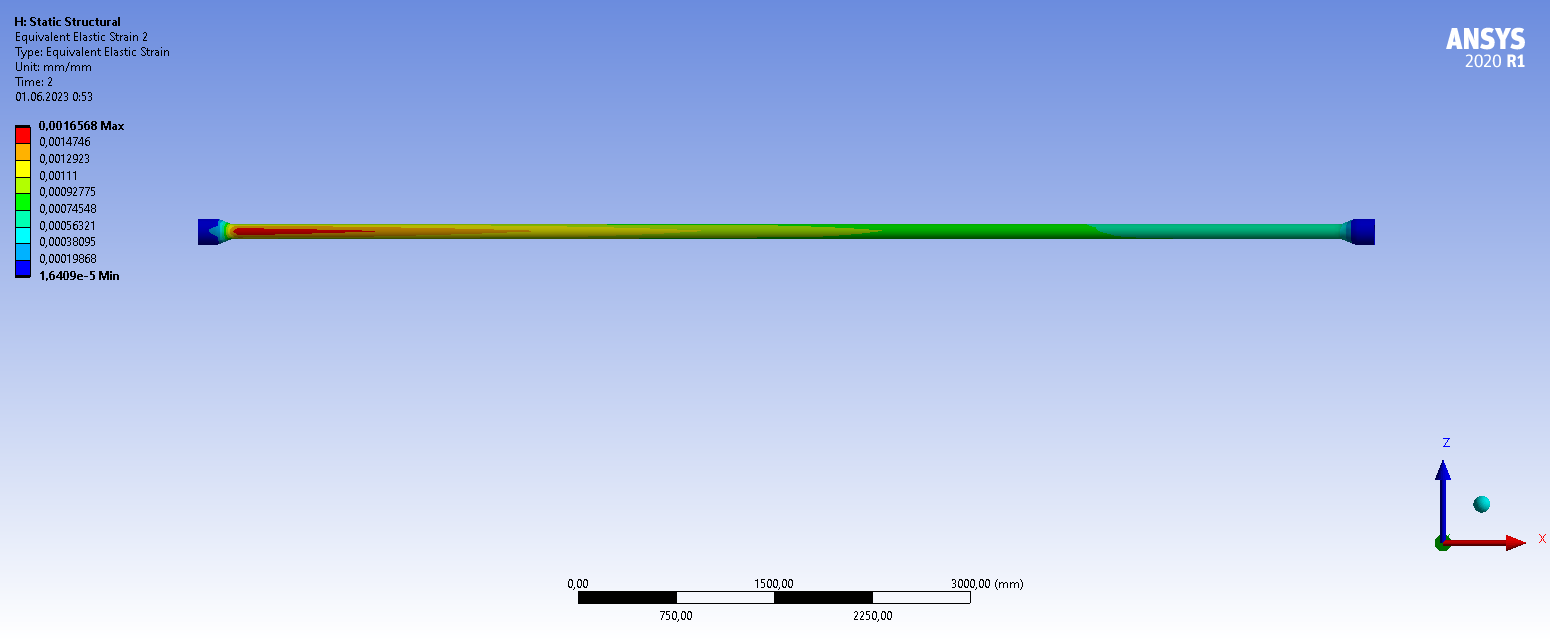 H: Static Structural
Equivalent Elastic Strain 2
Type: Equivalent Elastic Strain
Unit: mm/mm
Time: 2
01.06.2023 0:53
0,0016568 Max
0,0014746
0,0012923
0,00111
0,00092775
0,00074548
0,00056321
0,00038095
0,00019868
1,6409e-5 Min
ANSYS
2020 R1
Z
X
0,00 1500,00 3000,00 (mm)
750,00 2250,00